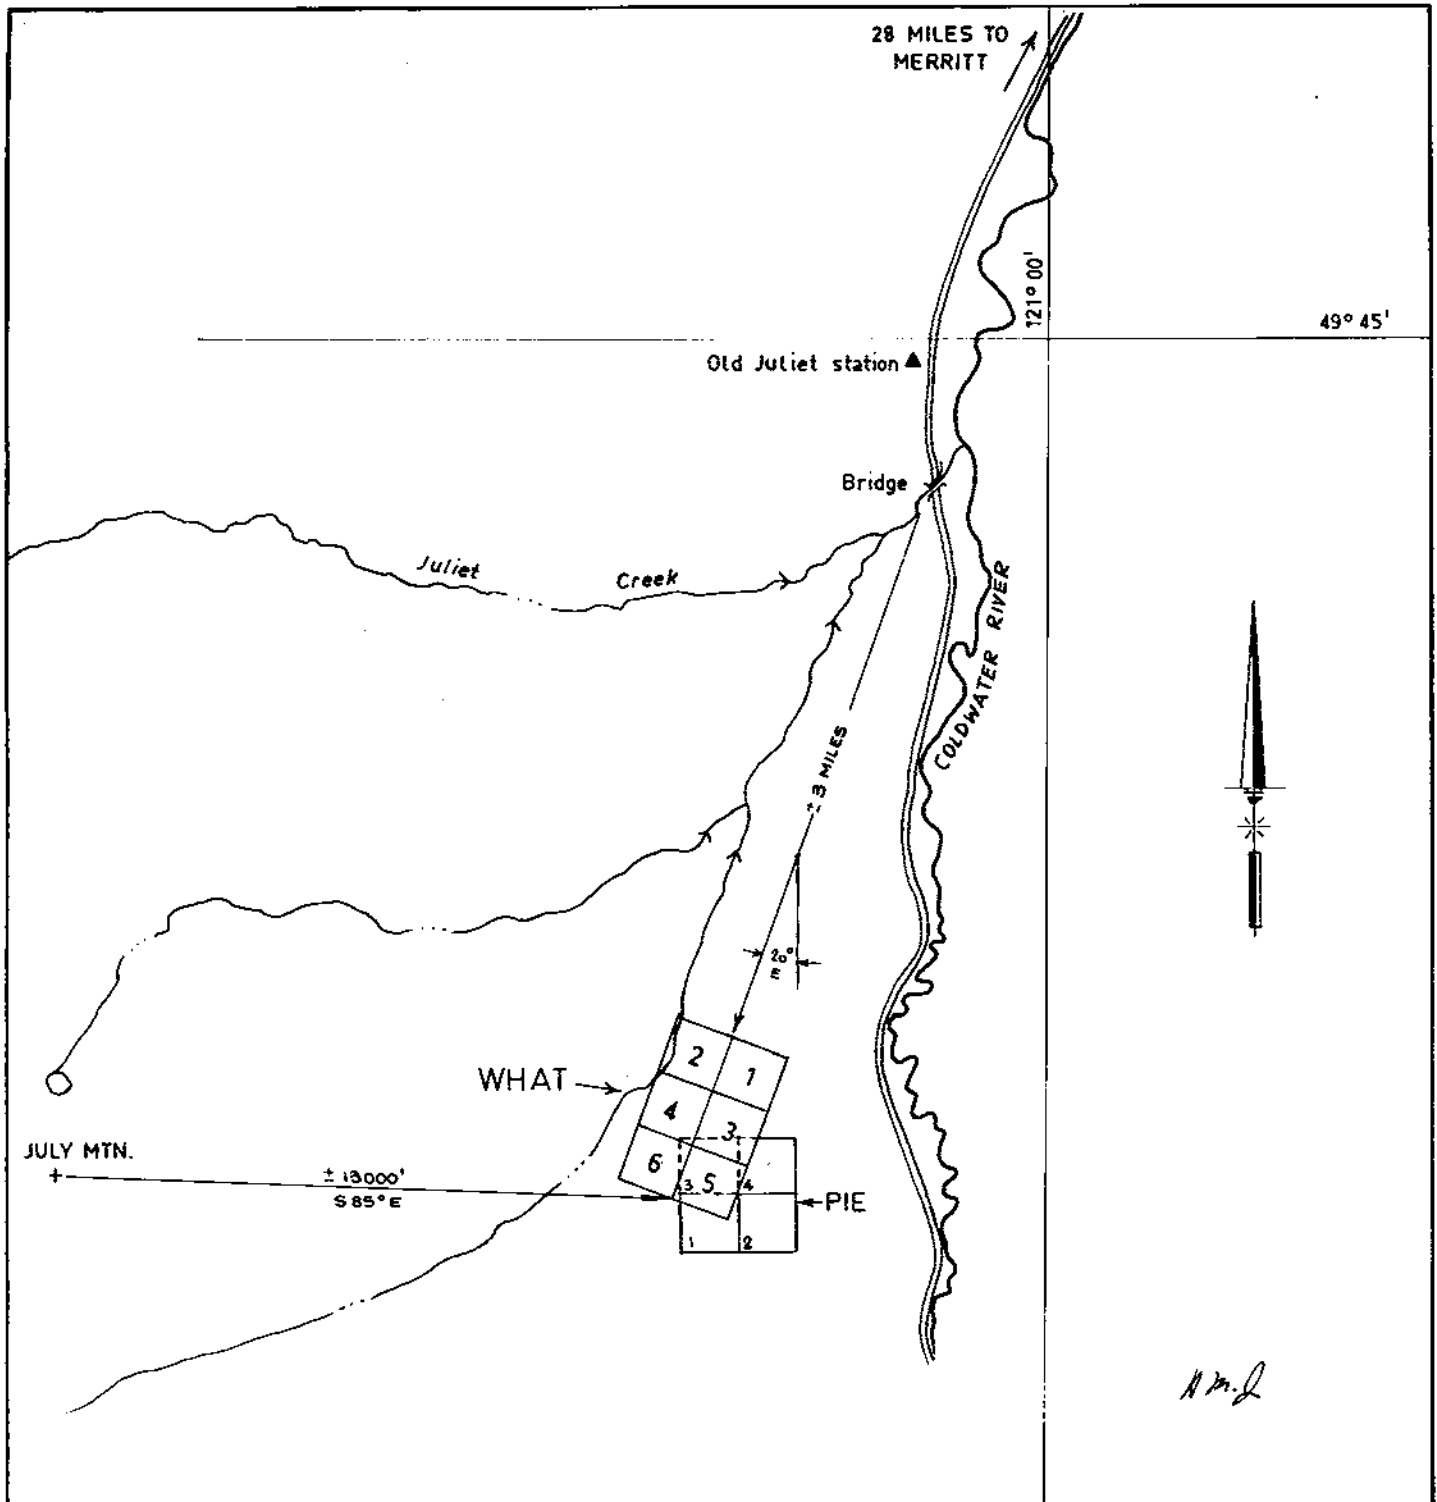 28 MILES TO
MERRITT
121° 00'
49° 45'
Old Juliet station
Bridge
Juliet Creek
COLDWATER RIVER
± 3 MILES
20°
E
2
1
WHAT
4
3
JULY MTN.
6
5
3
4
± 13000'
S 85° E
PIE
1
2